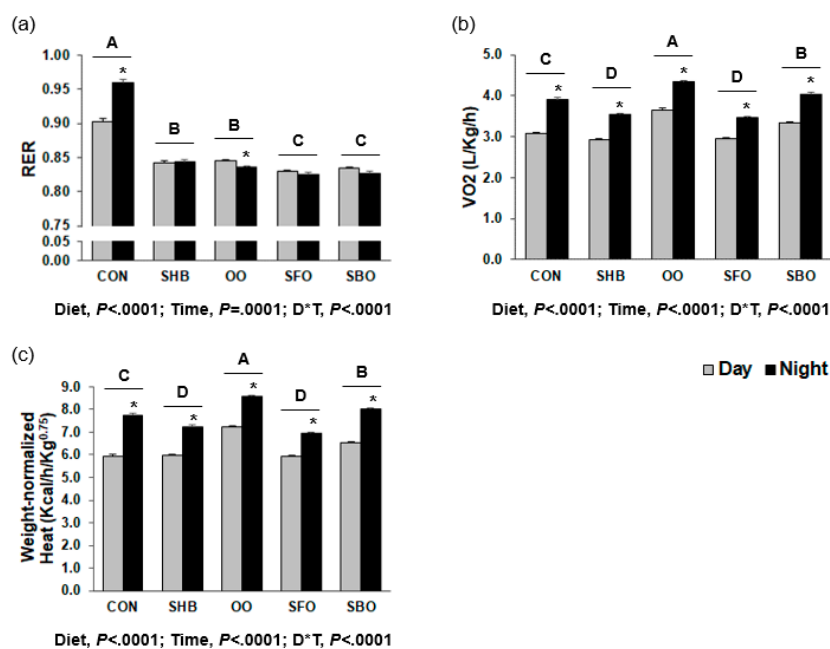 (a)
RER
1.00
0.95
0.90
0.85
0.80
0.75
0.05
0.00
A
*
B
B
*
C
C
CON SHB OO SFO SBO
Diet, P<.0001; Time, P=.0001; D*T, P<.0001
(b)
VO2 (L/Kg/h)
5.0
4.0
3.0
2.0
1.0
0.0
C
*
D
*
A
*
D
*
B
*
CON SHB OO SFO SBO
Diet, P<.0001; Time, P<.0001; D*T, P<.0001
(c)
Weight-normalized
Heat (Kcal/h/Kg^0.75)
9.0
8.0
7.0
6.0
5.0
4.0
3.0
2.0
1.0
0.0
C
*
D
*
A
*
D
*
B
*
CON SHB OO SFO SBO
Diet, P<.0001; Time, P<.0001; D*T, P<.0001
Day Night